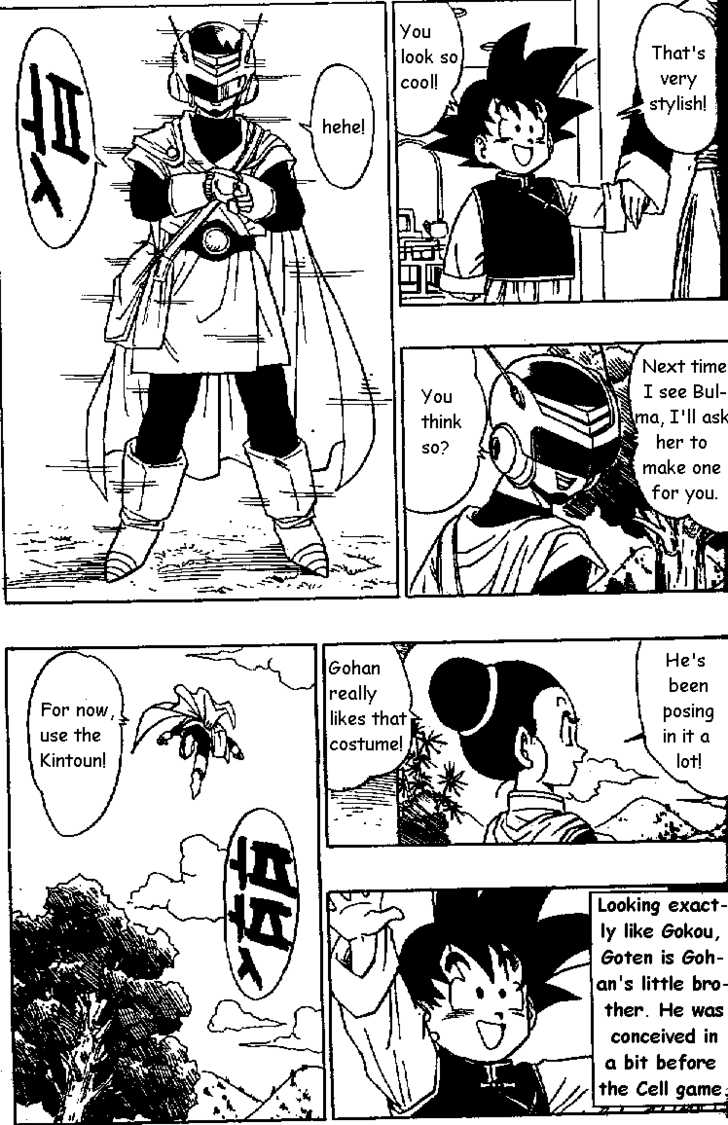 That's
very
stylish!
You
look so
cool!
Next time
I see Bul-
ma, I'll ask
her to
make one
for you.
You
think
so?
hehe!
He's
been
posing
in it a
lot!
Gohan
really
likes that
costume!
Looking exact-
ly like Gokou,
Goten is Goh-
an's little bro-
ther. He was
conceived in
a bit before
the Cell game.
For now,
use the
Kintoun!